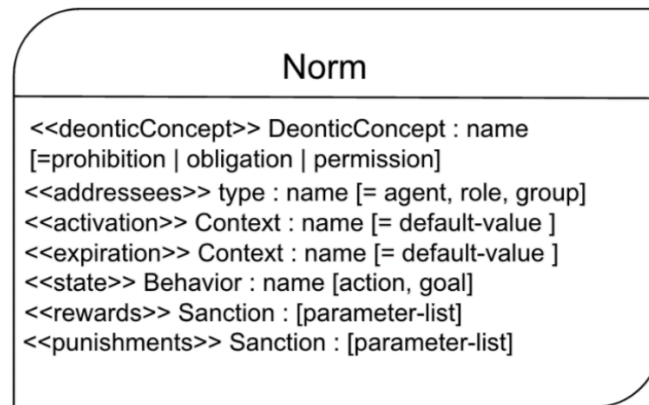 Norm
<<deonticConcept>> DeonticConcept : name
[=prohibition | obligation | permission]
<<addressees>> type : name [= agent, role, group]
<<activation>> Context : name [= default-value ]
<<expiration>> Context : name [= default-value ]
<<state>> Behavior : name [action, goal]
<<rewards>> Sanction : [parameter-list]
<<punishments>> Sanction : [parameter-list]